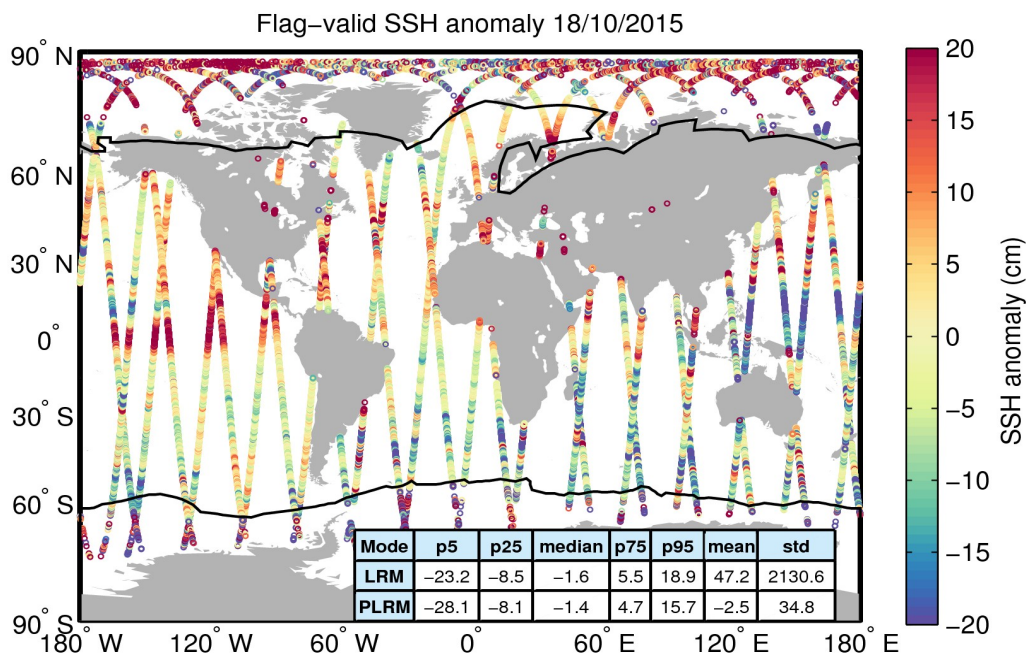 Flag−valid SSH anomaly 18/10/2015
90° N
60° N
30° N
0°
30° S
60° S
90° S
180° W
120° W
60° W
0°
60° E
120° E
180° E
Mode p5 p25 median p75 p95 mean std
LRM −23.2 −8.5 −1.6 5.5 18.9 47.2 2130.6
PLRM −28.1 −8.1 −1.4 4.7 15.7 −2.5 34.8
20
15
10
5
0
−5
−10
−15
−20
SSH anomaly (cm)